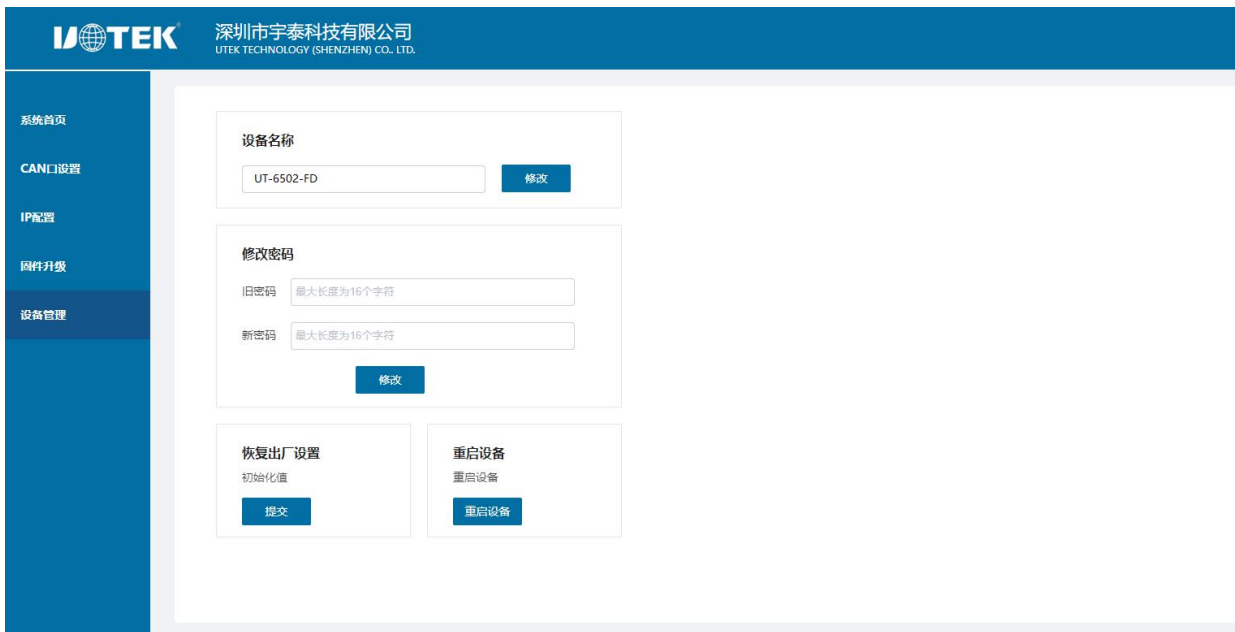 UOTEK
深圳市宇泰科技有限公司
UTEK TECHNOLOGY (SHENZHEN) CO., LTD.
系统首页
CAN口设置
IP配置
固件升级
设备管理
设备名称
UT-6502-FD
修改
修改密码
旧密码 最大长度为16个字符
新密码 最大长度为16个字符
修改
恢复出厂设置
初始化值
提交
重启设备
重启设备
重启设备